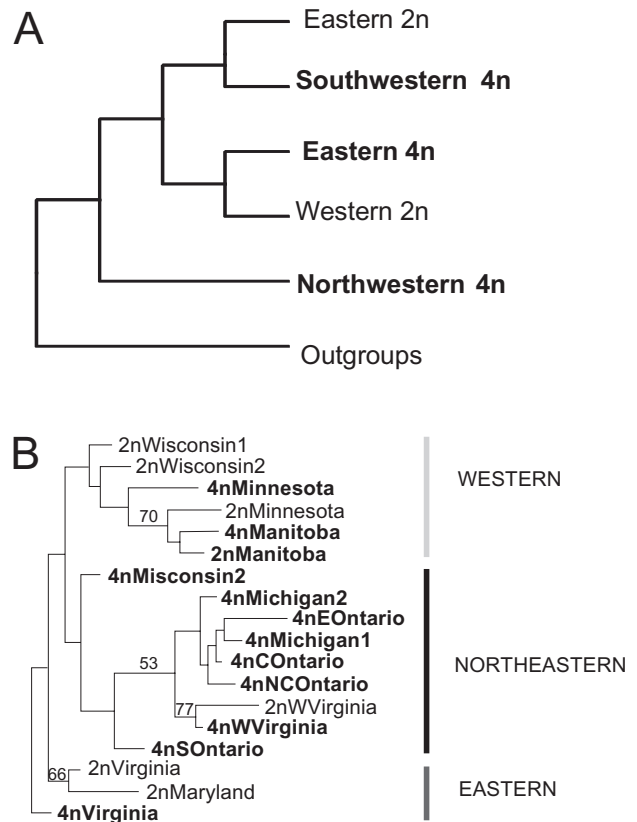 A
Eastern 2n
Southwestern 4n
Eastern 4n
Western 2n
Northwestern 4n
Outgroups
B
2nWisconsin1
2nWisconsin2
4nMinnesota
70
2nMinnesota
4nManitoba
2nManitoba
WESTERN
4nMisconsin2
4nMichigan2
4nEOntario
4nMichigan1
53
4nCOntario
4nNCOntario
77
2nWVirginia
4nWVirginia
4nSOntario
NORTHEASTERN
66
2nVirginia
2nMaryland
4nVirginia
EASTERN